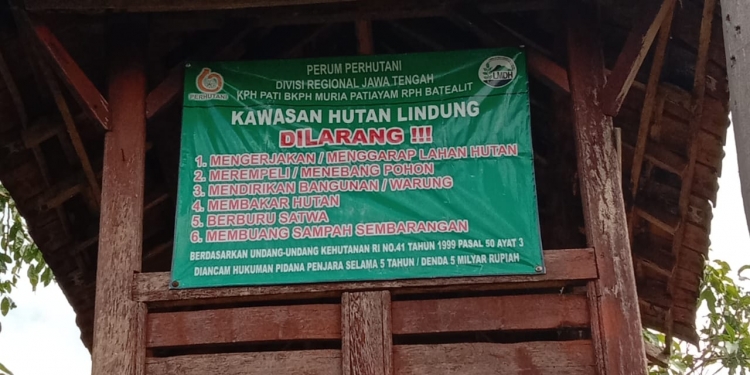 PERUM PERHUTANI
DIVISI REGIONAL JAWA TENGAH
KPH PATI BKPH MURIA PATIAYAM RPH BATEALIT
PERHUTANI
LMDH
KAWASAN HUTAN LINDUNG
DILARANG !!!
1. MENGERJAKAN / MENGGARAP LAHAN HUTAN
2. MEREMPELI / MENEBANG POHON
3. MENDIRIKAN BANGUNAN / WARUNG
4. MEMBAKAR HUTAN
5. BERBURU SATWA
6. MEMBUANG SAMPAH SEMBARANGAN
BERDASARKAN UNDANG-UNDANG KEHUTANAN RI NO.41 TAHUN 1999 PASAL 50 AYAT 3
DIANCAM HUKUMAN PIDANA PENJARA SELAMA 5 TAHUN / DENDA 5 MILYAR RUPIAH